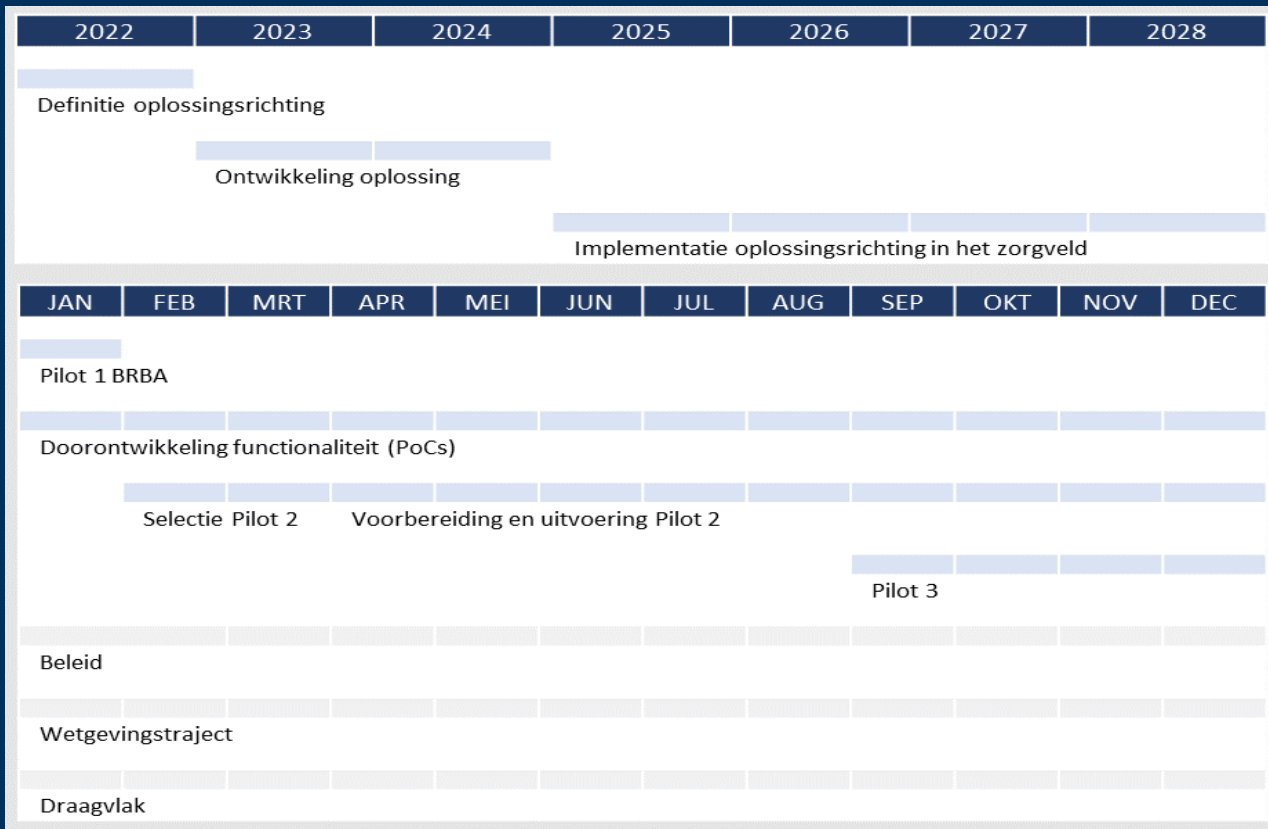 2022 2023 2024 2025 2026 2027 2028
Definitie oplossingsrichting
Ontwikkeling oplossing
Implementatie oplossingsrichting in het zorgveld
JAN FEB MRT APR MEI JUN JUL AUG SEP OKT NOV DEC
Pilot 1 BRBA
Doorontwikkeling functionaliteit (PoCs)
Selectie Pilot 2 Voorbereiding en uitvoering Pilot 2
Pilot 3
Beleid
Wetgevingstraject
Draagvlak